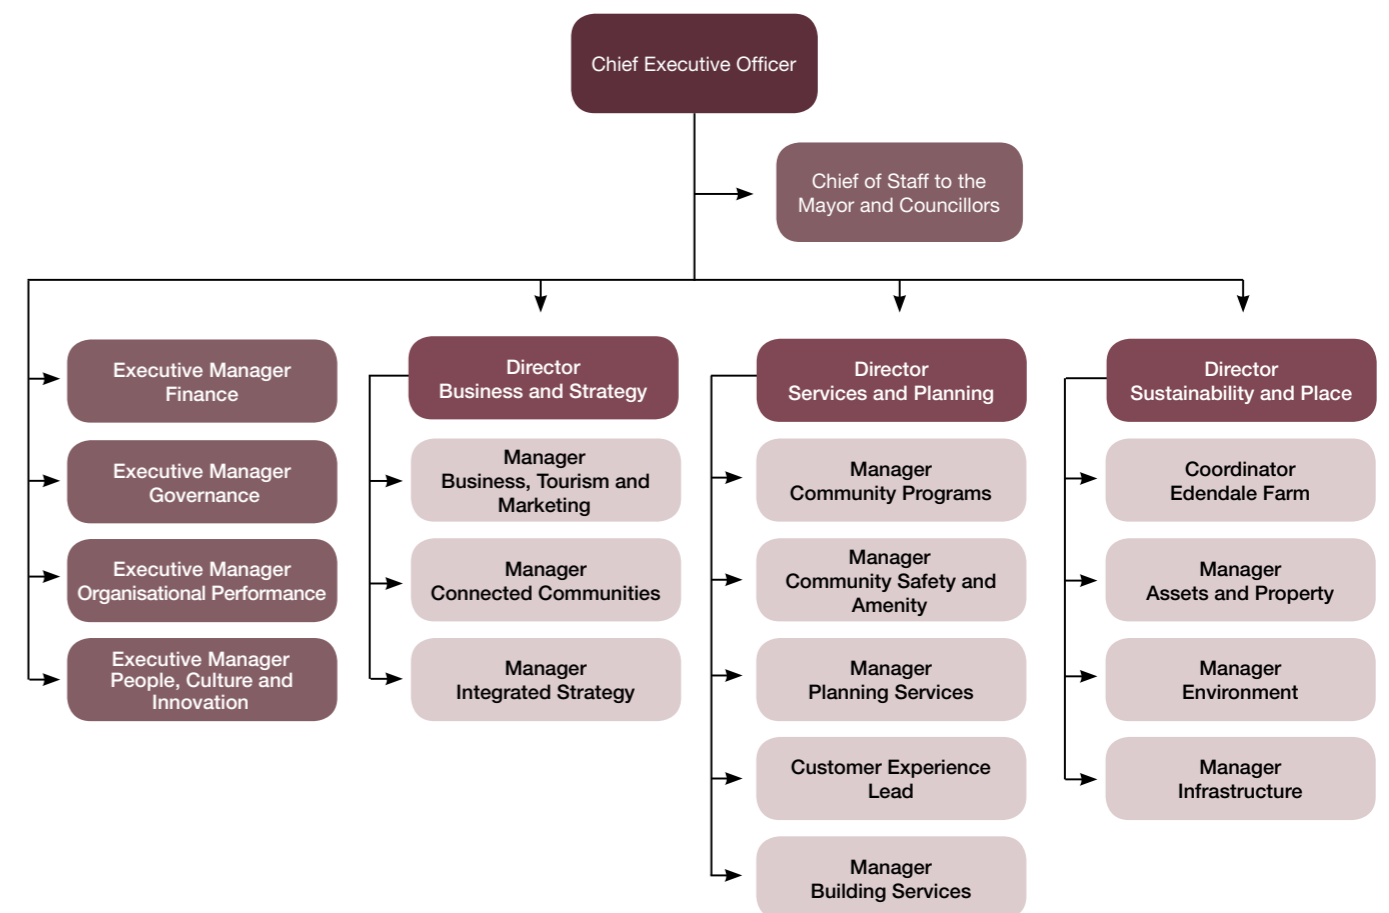 Chief Executive Officer
Chief of Staff to the
Mayor and Councillors
Executive Manager
Finance
Executive Manager
Governance
Executive Manager
Organisational Performance
Executive Manager
People, Culture and
Innovation
Director
Business and Strategy
Manager
Business, Tourism and
Marketing
Manager
Connected Communities
Manager
Integrated Strategy
Director
Services and Planning
Manager
Community Programs
Manager
Community Safety and
Amenity
Manager
Planning Services
Customer Experience
Lead
Manager
Building Services
Director
Sustainability and Place
Coordinator
Edendale Farm
Manager
Assets and Property
Manager
Environment
Manager
Infrastructure